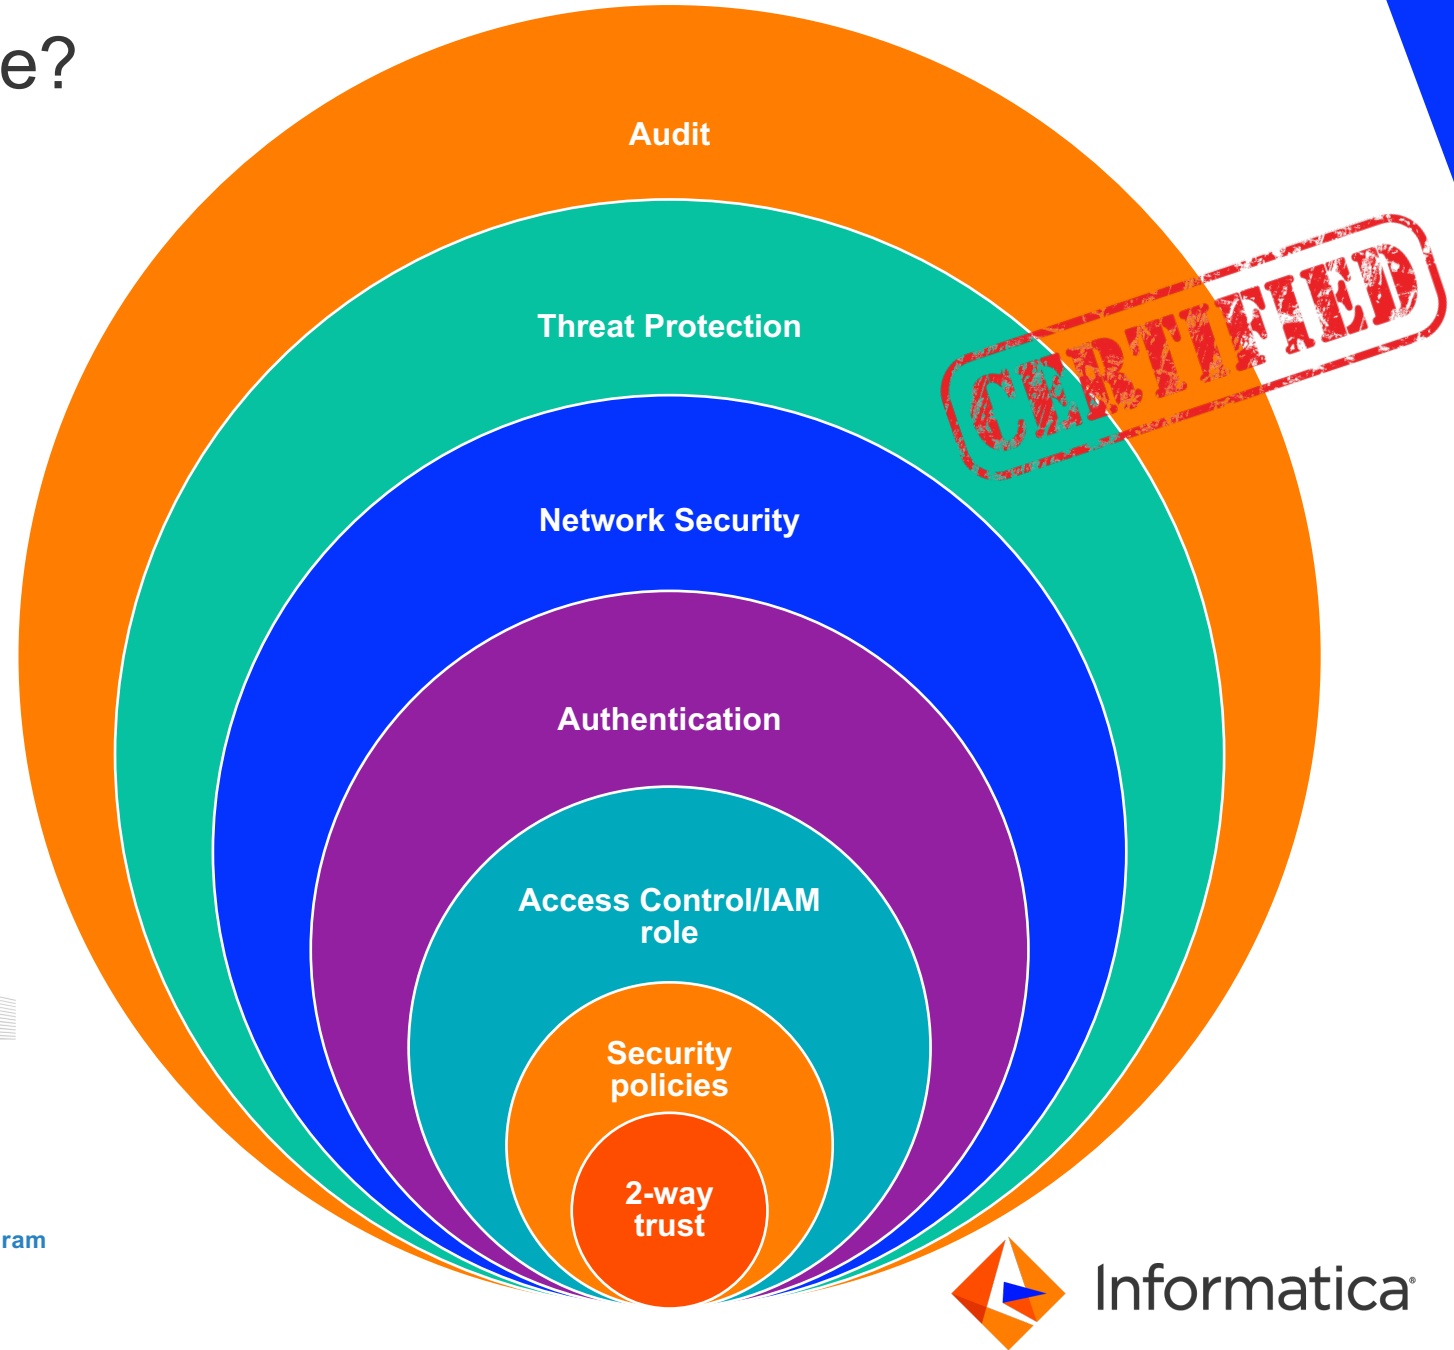 e?
Audit
Threat Protection
CERTIFIED
Network Security
Authentication
Access Control/IAM
role
Security
policies
2-way
trust
ram
Informatica